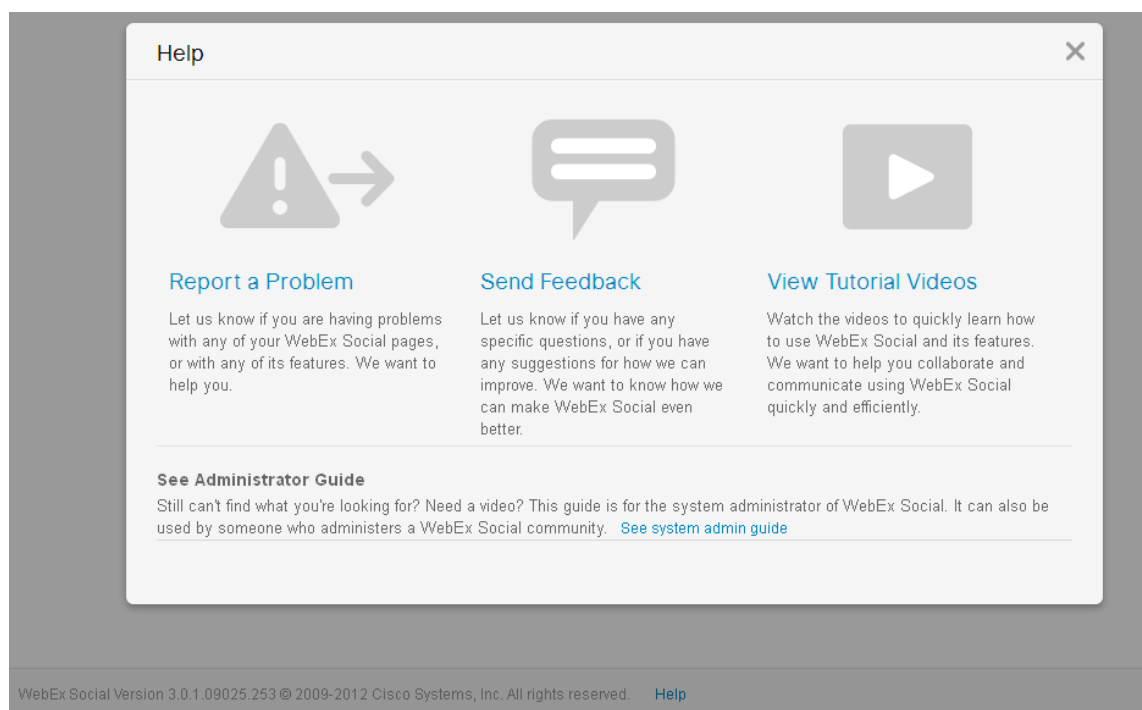 Help
Report a Problem
Let us know if you are having problems
with any of your WebEx Social pages,
or with any of its features. We want to
help you.
Send Feedback
Let us know if you have any
specific questions, or if you have
any suggestions for how we can
improve. We want to know how we
can make WebEx Social even
better.
View Tutorial Videos
Watch the videos to quickly learn how
to use WebEx Social and its features.
We want to help you collaborate and
communicate using WebEx Social
quickly and efficiently.
See Administrator Guide
Still can't find what you're looking for? Need a video? This guide is for the system administrator of WebEx Social. It can also be
used by someone who administers a WebEx Social community. See system admin guide
WebEx Social Version 3.0.1.09025.253 © 2009-2012 Cisco Systems, Inc. All rights reserved. Help